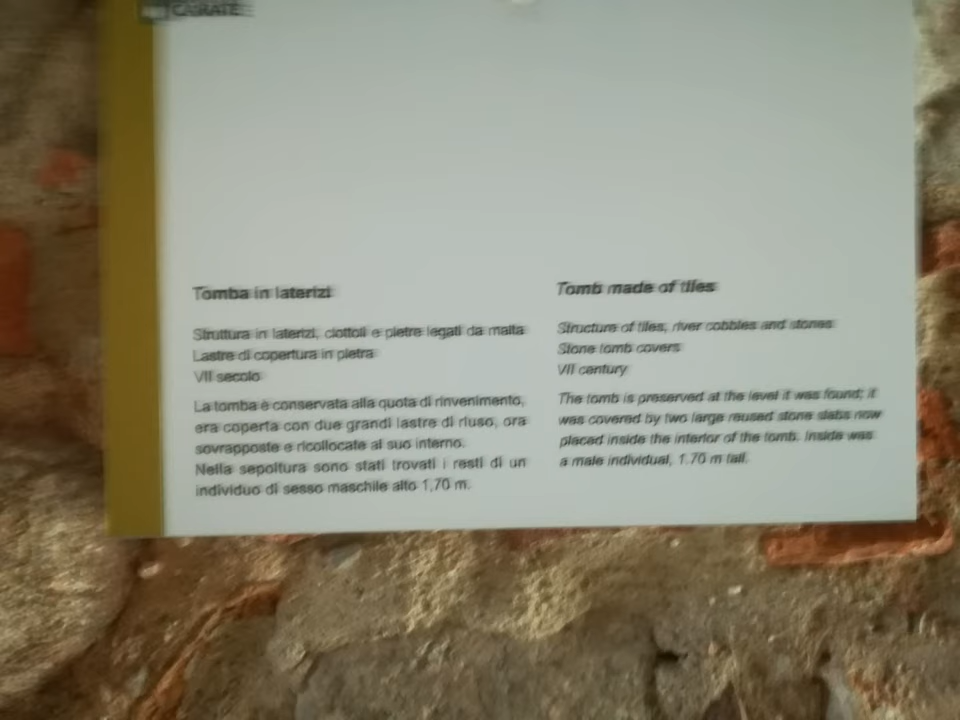 CAIRATE
Tomba in laterizi
Struttura in laterizi, ciottoli e pietre legati da malta
Lastre di copertura in pietra
VII secolo
La tomba è conservata alla quota di rinvenimento,
era coperta con due grandi lastre di riuso, ora
sovrapposte e ricollocate al suo interno.
Nella sepoltura sono stati trovati i resti di un
individuo di sesso maschile alto 1,70 m.
Tomb made of tiles
Structure of tiles, river cobbles and stones
Stone tomb covers
VII century
The tomb is preserved at the level it was found; it
was covered by two large reused stone slabs now
placed inside the interior of the tomb. Inside was
a male individual, 1.70 m tall.